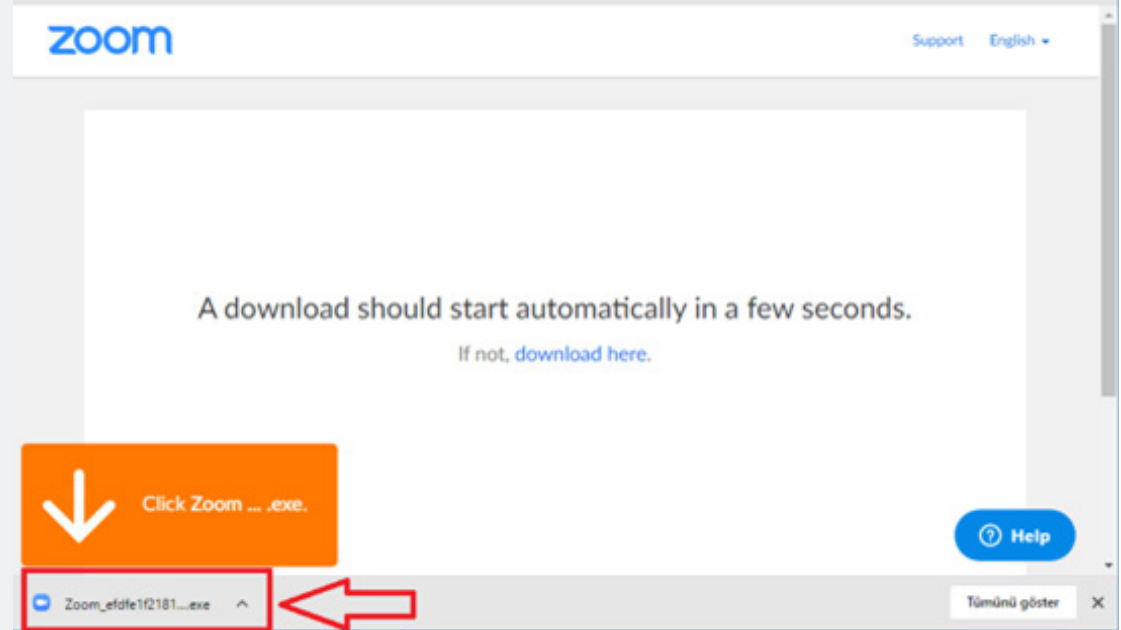 zoom
Support English
A download should start automatically in a few seconds.
If not, download here.
Click Zoom ... .exe.
Help
Zoom_efdfe1f2181....exe
Tümünü göster